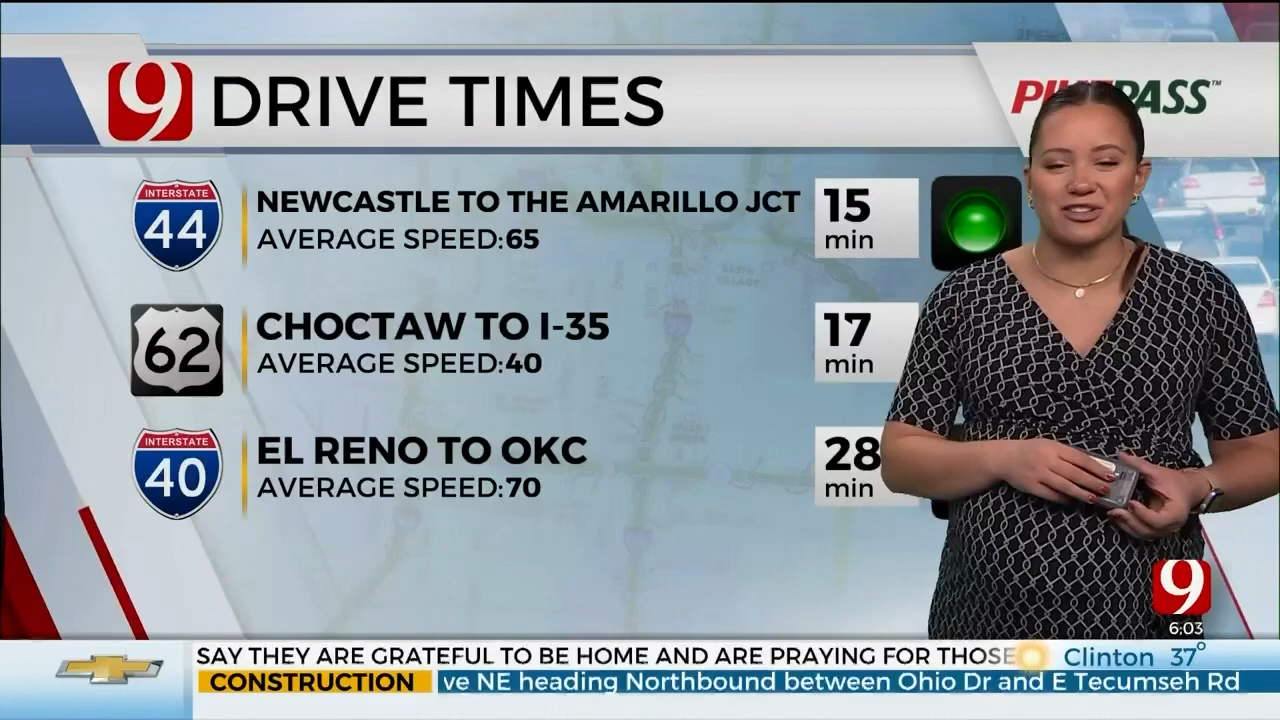 9 DRIVE TIMES
PASS™
INTERSTATE
44
NEWCASTLE TO THE AMARILLO JCT
AVERAGE SPEED:65
15
min
62
CHOCTAW TO I-35
AVERAGE SPEED:40
17
min
INTERSTATE
40
EL RENO TO OKC
AVERAGE SPEED:70
28
min
9
6:03
SAY THEY ARE GRATEFUL TO BE HOME AND ARE PRAYING FOR THOSE
Clinton 37°
CONSTRUCTION
ve NE heading Northbound between Ohio Dr and E Tecumseh Rd